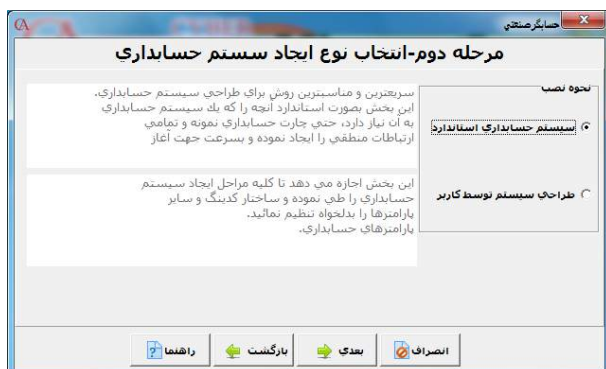 حسابگرصنعتي
مرحله دوم-انتخاب نوع ایجاد سستم حسابداري
نحوه نصب
سيستم حسابداري استاندارد
سريعترين و مناسبترين روش براي طراحي سيستم حسابداري.
اين بخش بصورت استاندارد آنچه را كه يك سيستم حسابداري
به آن نياز دارد، حتي چارت حسابداري نمونه و تمامي
ارتباطات منطقي را ايجاد نموده و بسرعت جهت آغاز
طراحي سيستم توسط كاربر
اين بخش اجازه مي دهد تا كليه مراحل ايجاد سيستم
حسابداري را طي نموده و ساختار كدينگ و ساير
پارامترها را بدلخواه تنظيم نمائيد.
پارامترهاي حسابداري.
انصراف
بعدي
بازگشت
راهنما